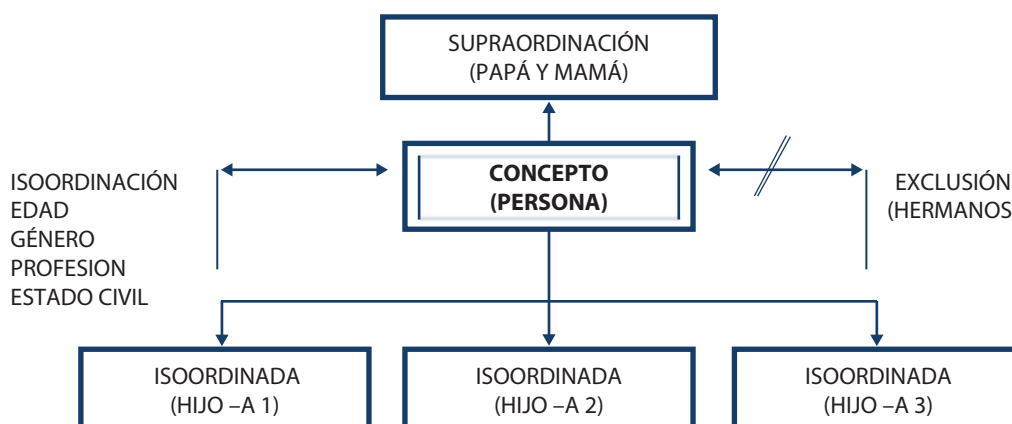 SUPRAORDINACIÓN
(PAPÁ Y MAMÁ)
CONCEPTO
(PERSONA)
ISOORDINACIÓN
EDAD
GÉNERO
PROFESION
ESTADO CIVIL
EXCLUSIÓN
(HERMANOS
ISOORDINADA
(HIJO –A 1)
ISOORDINADA
(HIJO –A 2)
ISOORDINADA
(HIJO –A 3)